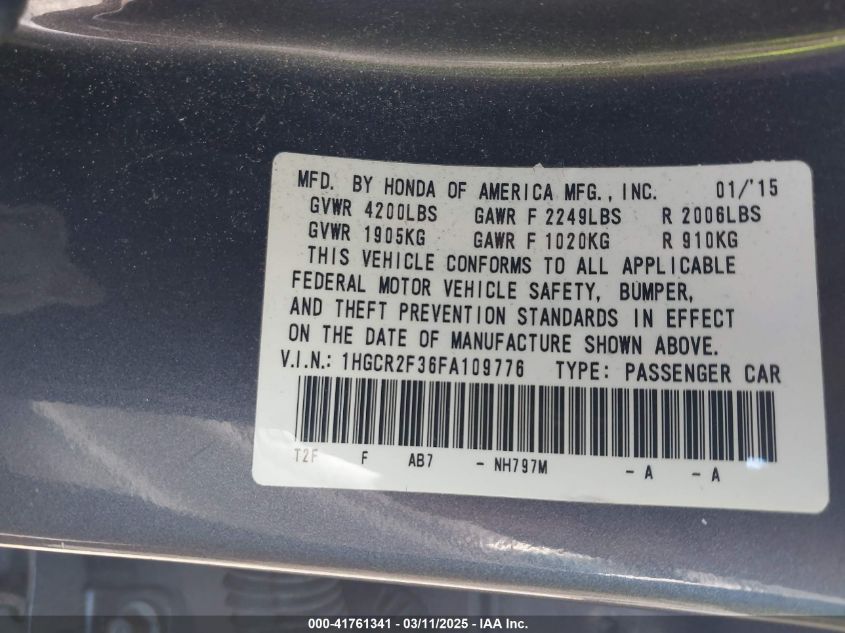 MFD. BY HONDA OF AMERICA MFG., INC. 01/'15
GVWR 4200LBS GAWR F 2249LBS R 2006LBS
GVWR 1905KG GAWR F 1020KG R 910KG
THIS VEHICLE CONFORMS TO ALL APPLICABLE
FEDERAL MOTOR VEHICLE SAFETY, BUMPER,
AND THEFT PREVENTION STANDARDS IN EFFECT
ON THE DATE OF MANUFACTURE SHOWN ABOVE.
V.I.N.: 1HGCR2F36FA109776 TYPE: PASSENGER CAR
T2F F AB7 - NH797M - A - A
000-41761341 - 03/11/2025 - IAA Inc.